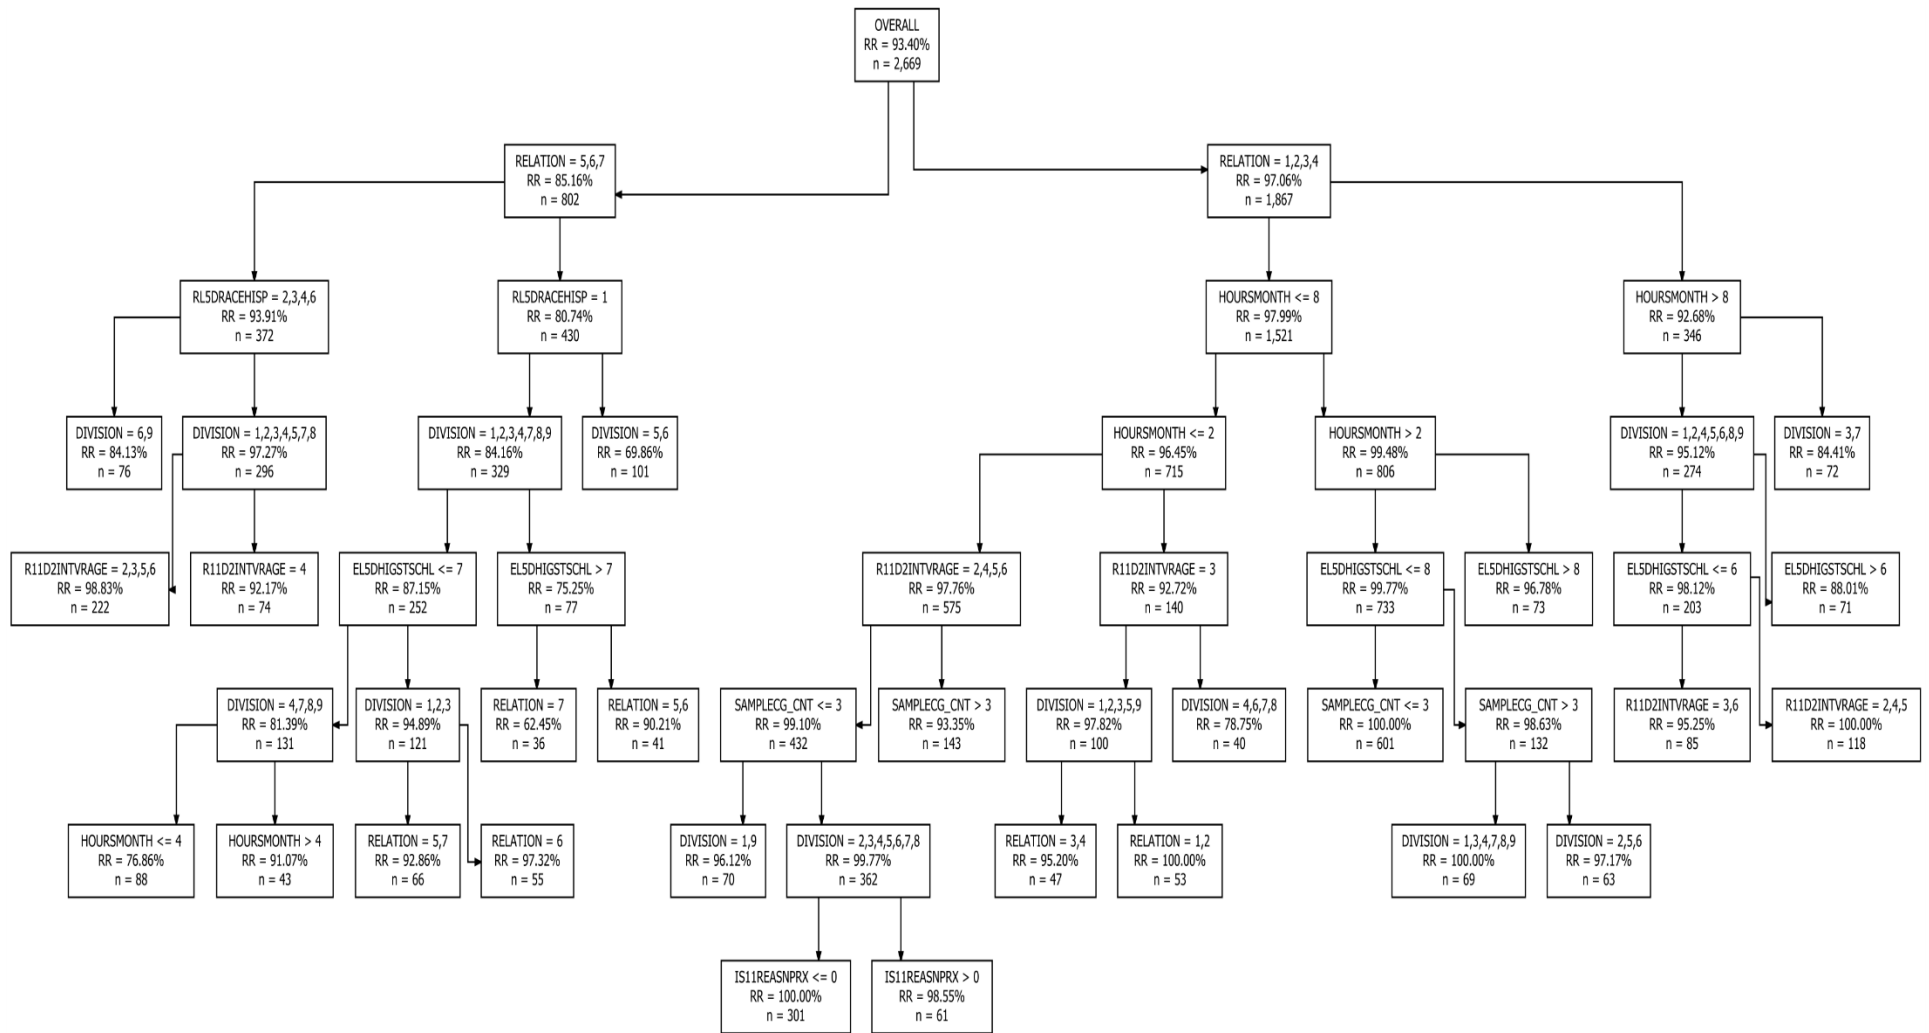 OVERALL
RR = 93.40%
n = 2,669
RELATION = 5,6,7
RR = 85.16%
n = 802
RELATION = 1,2,3,4
RR = 97.06%
n = 1,867
RL5DRACEHISP = 2,3,4,6
RR = 93.91%
n = 372
RL5DRACEHISP = 1
RR = 80.74%
n = 430
HOURSMONTH <= 8
RR = 97.99%
n = 1,521
HOURSMONTH > 8
RR = 92.68%
n = 346
DIVISION = 6,9
RR = 84.13%
n = 76
DIVISION = 1,2,3,4,5,7,8
RR = 97.27%
n = 296
DIVISION = 1,2,3,4,7,8,9
RR = 84.16%
n = 329
DIVISION = 5,6
RR = 69.86%
n = 101
HOURSMONTH <= 2
RR = 96.45%
n = 715
HOURSMONTH > 2
RR = 99.48%
n = 806
DIVISION = 1,2,4,5,6,8,9
RR = 95.12%
n = 274
DIVISION = 3,7
RR = 84.41%
n = 72
R11D2INTVRAGE = 2,3,5,6
RR = 98.83%
n = 222
R11D2INTVRAGE = 4
RR = 92.17%
n = 74
EL5DHIGSTSCHL <= 7
RR = 87.15%
n = 252
EL5DHIGSTSCHL > 7
RR = 75.25%
n = 77
R11D2INTVRAGE = 2,4,5,6
RR = 97.76%
n = 575
R11D2INTVRAGE = 3
RR = 92.72%
n = 140
EL5DHIGSTSCHL <= 8
RR = 99.77%
n = 733
EL5DHIGSTSCHL > 8
RR = 96.78%
n = 73
EL5DHIGSTSCHL <= 6
RR = 98.12%
n = 203
EL5DHIGSTSCHL > 6
RR = 88.01%
n = 71
DIVISION = 4,7,8,9
RR = 81.39%
n = 131
DIVISION = 1,2,3
RR = 94.89%
n = 121
RELATION = 7
RR = 62.45%
n = 36
RELATION = 5,6
RR = 90.21%
n = 41
SAMPLECG_CNT <= 3
RR = 99.10%
n = 432
SAMPLECG_CNT > 3
RR = 93.35%
n = 143
DIVISION = 1,2,3,5,9
RR = 97.82%
n = 100
DIVISION = 4,6,7,8
RR = 78.75%
n = 40
SAMPLECG_CNT <= 3
RR = 100.00%
n = 601
SAMPLECG_CNT > 3
RR = 98.63%
n = 132
R11D2INTVRAGE = 3,6
RR = 95.25%
n = 85
R11D2INTVRAGE = 2,4,5
RR = 100.00%
n = 118
HOURSMONTH <= 4
RR = 76.86%
n = 88
HOURSMONTH > 4
RR = 91.07%
n = 43
RELATION = 5,7
RR = 92.86%
n = 66
RELATION = 6
RR = 97.32%
n = 55
DIVISION = 1,9
RR = 96.12%
n = 70
DIVISION = 2,3,4,5,6,7,8
RR = 99.77%
n = 362
RELATION = 3,4
RR = 95.20%
n = 47
RELATION = 1,2
RR = 100.00%
n = 53
DIVISION = 1,3,4,7,8,9
RR = 100.00%
n = 69
DIVISION = 2,5,6
RR = 97.17%
n = 63
IS11REASNPRX <= 0
RR = 100.00%
n = 301
IS11REASNPRX > 0
RR = 98.55%
n = 61